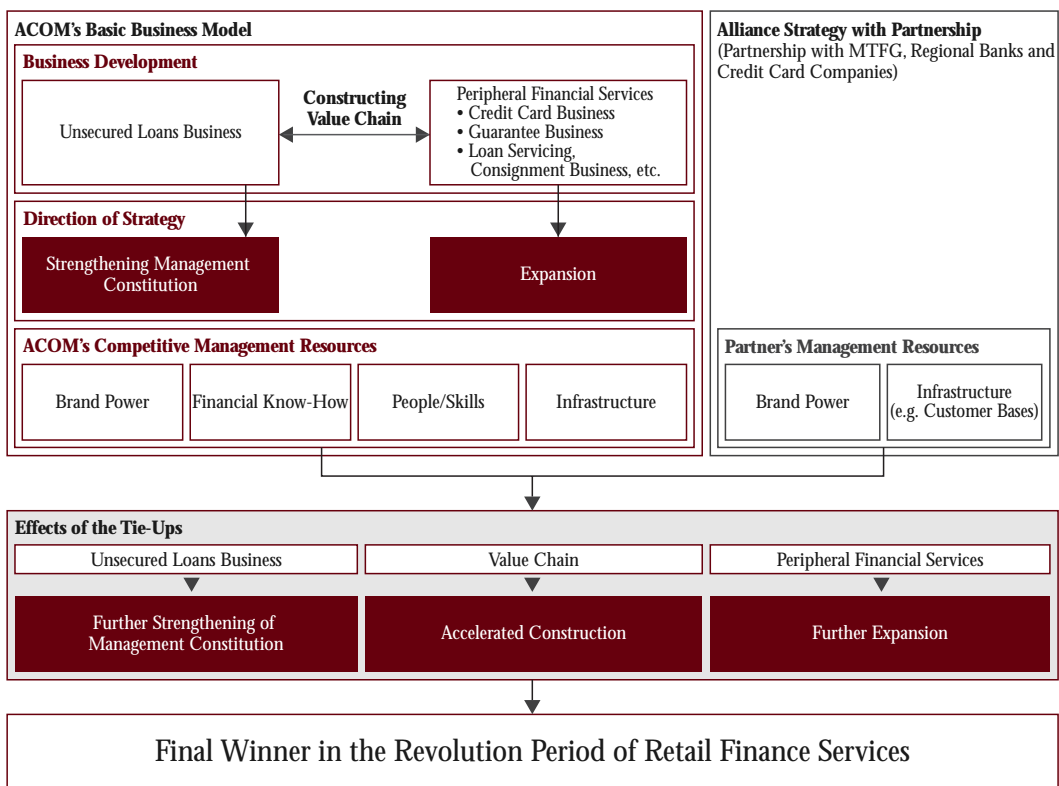 ACOM's Basic Business Model
Business Development
Unsecured Loans Business
Constructing
Value Chain
Peripheral Financial Services
• Credit Card Business
• Guarantee Business
• Loan Servicing,
Consignment Business, etc.
Direction of Strategy
Strengthening Management
Constitution
Expansion
ACOM's Competitive Management Resources
Brand Power
Financial Know-How
People/Skills
Infrastructure
Alliance Strategy with Partnership
(Partnership with MTFG, Regional Banks and
Credit Card Companies)
Partner's Management Resources
Brand Power
Infrastructure
(e.g. Customer Bases)
Effects of the Tie-Ups
Unsecured Loans Business
Value Chain
Peripheral Financial Services
Further Strengthening of
Management Constitution
Accelerated Construction
Further Expansion
Final Winner in the Revolution Period of Retail Finance Services